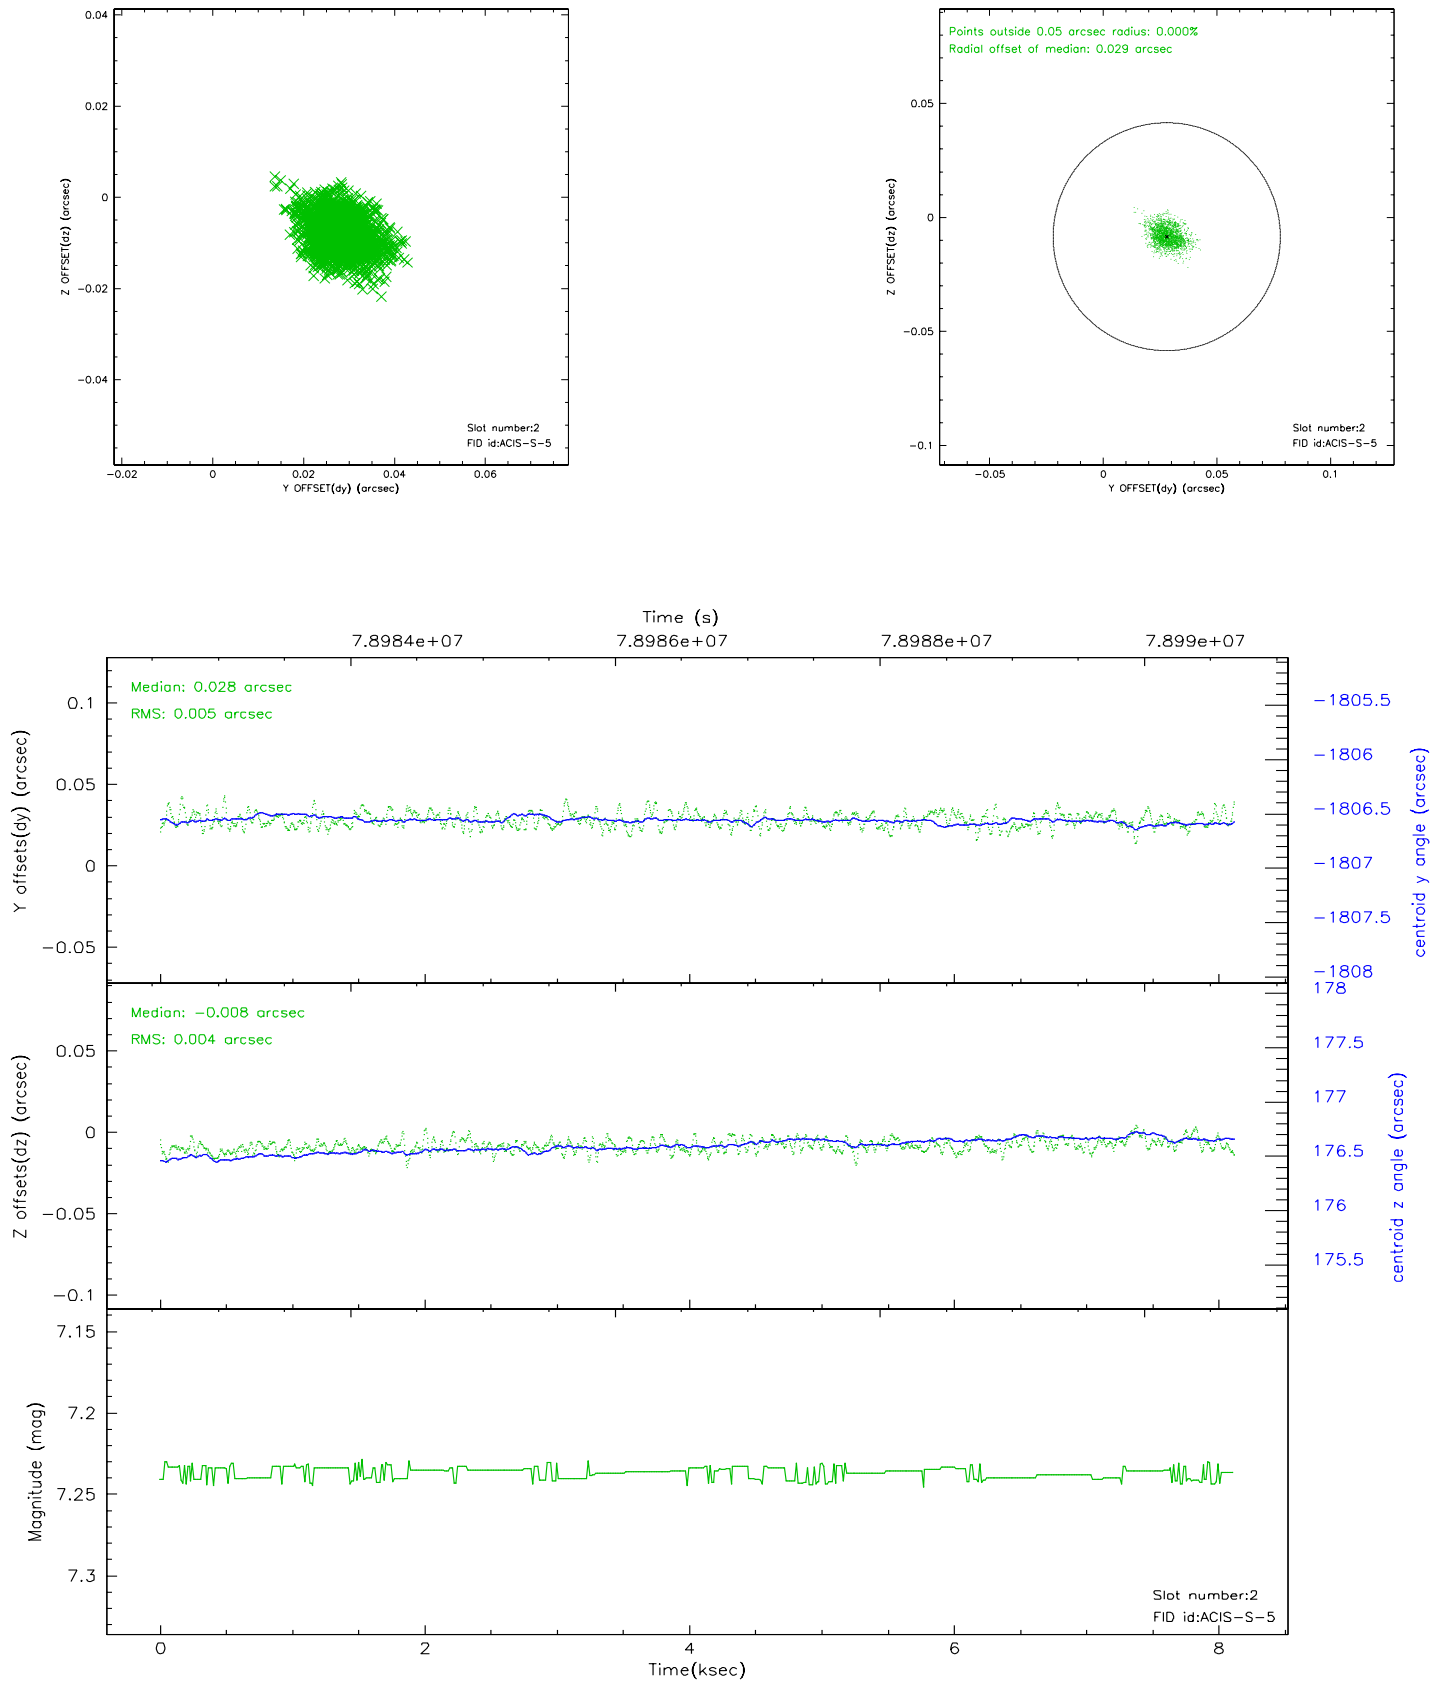 0.04
0.02
0
-0.02
-0.04
Z OFFSET(dz) (arcsec)
Slot number:2
FID id:ACIS-S-5
-0.02 0 0.02 0.04 0.06
Y OFFSET(dy) (arcsec)
Points outside 0.05 arcsec radius: 0.000%
Radial offset of median: 0.029 arcsec
0.05
0
-0.05
-0.1
Z OFFSET(dz) (arcsec)
Slot number:2
FID id:ACIS-S-5
-0.05 0 0.05 0.1
Y OFFSET(dy) (arcsec)
Time (s)
7.8984e+07 7.8986e+07 7.8988e+07 7.899e+07
Median: 0.028 arcsec
RMS: 0.005 arcsec
0.1
0.05
0
-0.05
Y offsets(dy) (arcsec)
-1805.5
-1806
-1806.5
-1807
-1807.5
-1808
centroid y angle (arcsec)
Median: -0.008 arcsec
RMS: 0.004 arcsec
0.05
0
-0.05
-0.1
Z offsets(dz) (arcsec)
178
177.5
177
176.5
176
175.5
centroid z angle (arcsec)
7.15
7.2
7.25
7.3
Magnitude (mag)
Slot number:2
FID id:ACIS-S-5
0 2 4 6 8
Time(ksec)